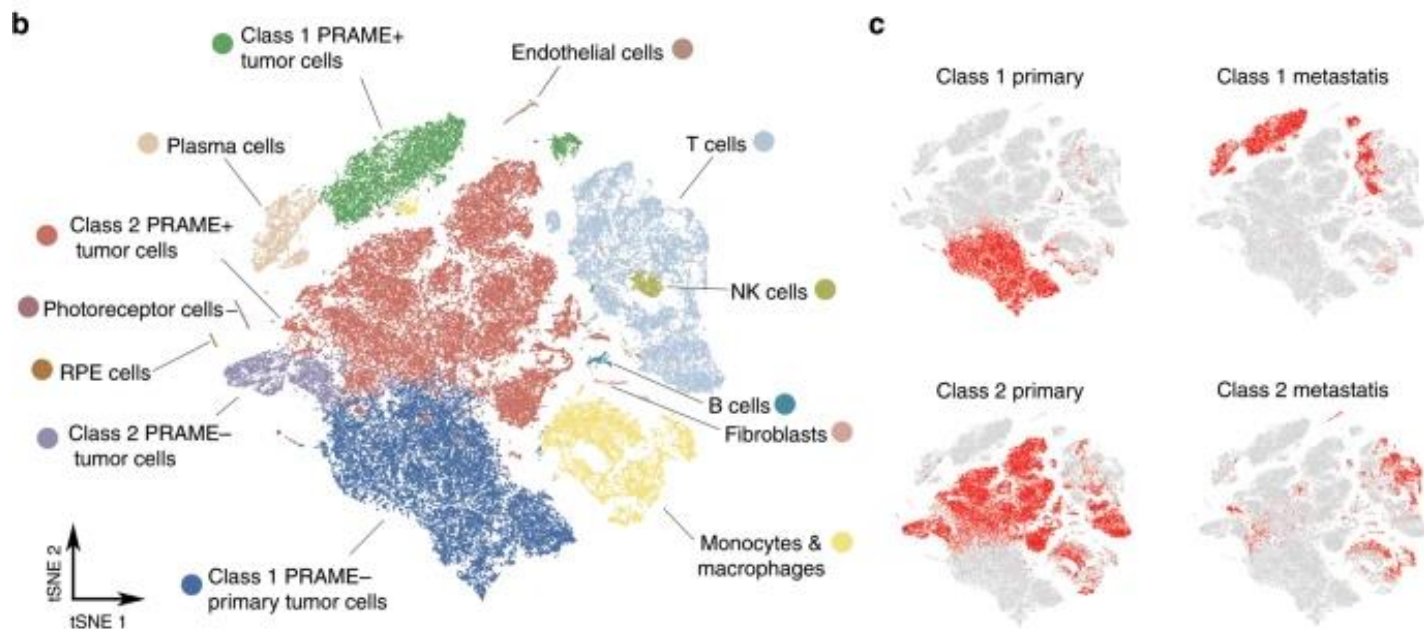 b
Class 1 PRAME+
tumor cells
Endothelial cells
Plasma cells
T cells
Class 2 PRAME+
tumor cells
Photoreceptor cells
NK cells
RPE cells
B cells
Class 2 PRAME–
tumor cells
Fibroblasts
Monocytes &
macrophages
Class 1 PRAME–
primary tumor cells
tSNE 2
tSNE 1
c
Class 1 primary
Class 1 metastatis
Class 2 primary
Class 2 metastatis